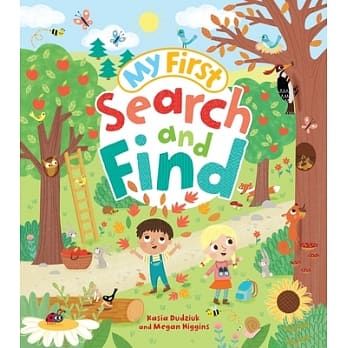 My First
Search
and
Find
Kasia Dudziuk
and Megan Higgins